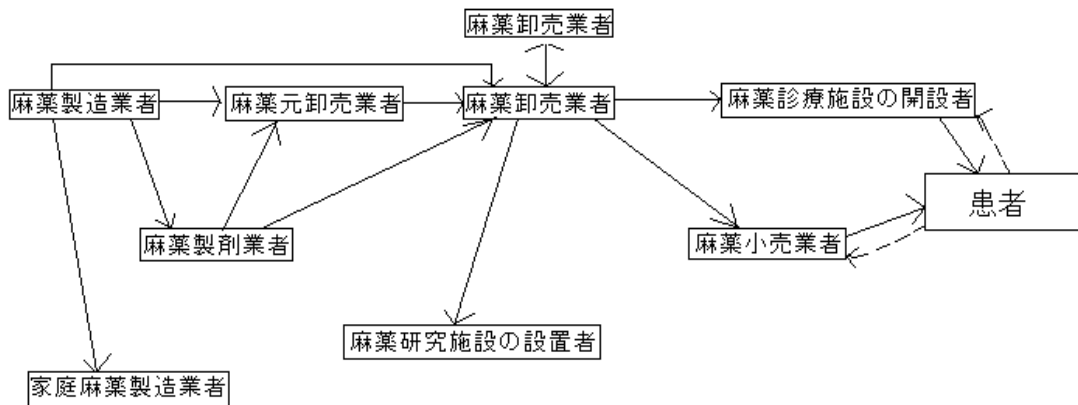 麻薬卸売業者
麻薬製造業者
麻薬元卸売業者
麻薬卸売業者
麻薬診療施設の開設者
患者
麻薬製剤業者
麻薬小売業者
麻薬研究施設の設置者
家庭麻薬製造業者